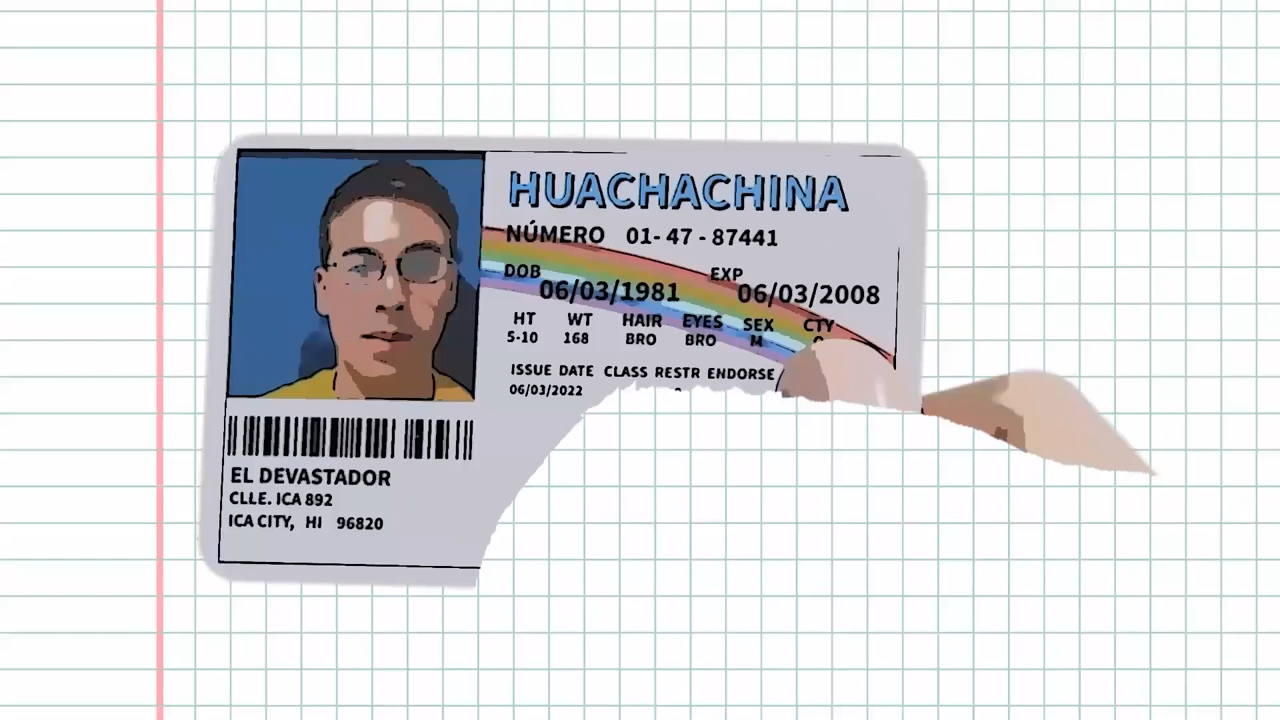 HUACHACHINA
NÚMERO 01- 47 - 87441
DOB EXP
06/03/1981 06/03/2008
HT WT HAIR EYES SEX CTY
5-10 168 BRO BRO M
ISSUE DATE CLASS RESTR ENDORSE
06/03/2022
EL DEVASTADOR
CLLE. ICA 892
ICA CITY, HI 96820